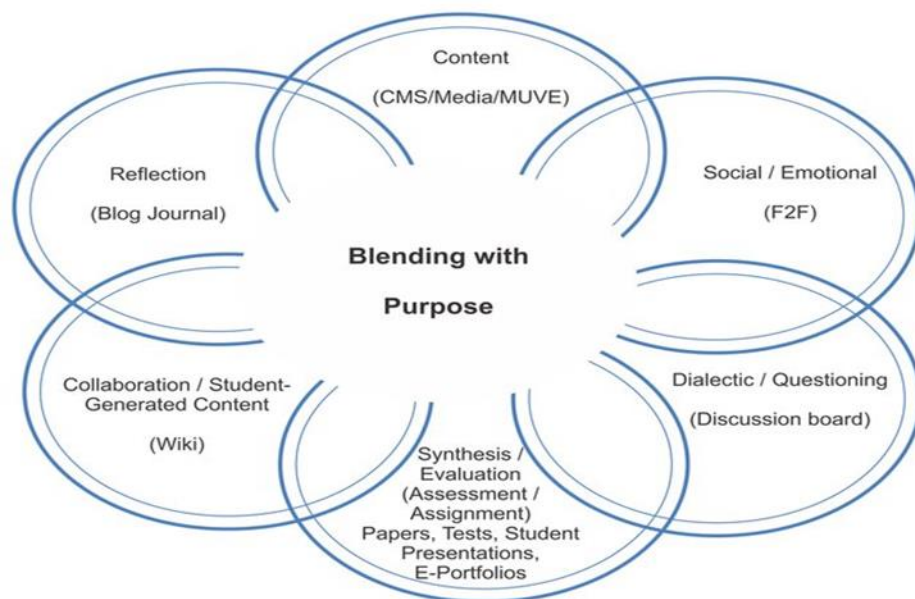 Content
(CMS/Media/MUVE)
Social / Emotional
(F2F)
Reflection
(Blog Journal)
Blending with
Purpose
Dialectic / Questioning
(Discussion board)
Collaboration / Student-
Generated Content
(Wiki)
Synthesis /
Evaluation
(Assessment /
Assignment)
Papers, Tests, Student
Presentations,
E-Portfolios